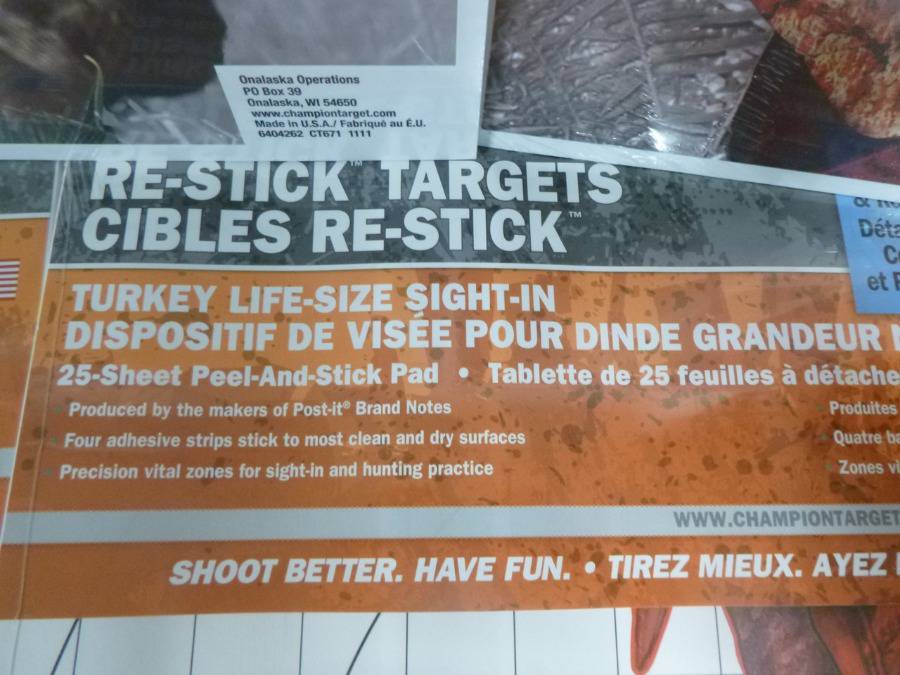 Onalaska Operations
PO Box 39
Onalaska, WI 54650
www.championtarget.com
Made in U.S.A./ Fabriqué au É.U.
6404262 CT671 1111
RE-STICK™ TARGETS
CIBLES RE-STICK™
Déta
et
TURKEY LIFE-SIZE SIGHT-IN
DISPOSITIF DE VISÉE POUR DINDE GRANDEUR
25-Sheet Peel-And-Stick Pad • Tablette de 25 feuilles à détache
Produced by the makers of Post-it® Brand Notes
Four adhesive strips stick to most clean and dry surfaces
Precision vital zones for sight-in and hunting practice
Produites
Quatre ba
Zones vi
WWW.CHAMPIONTARGET
SHOOT BETTER. HAVE FUN. • TIREZ MIEUX. AYEZ